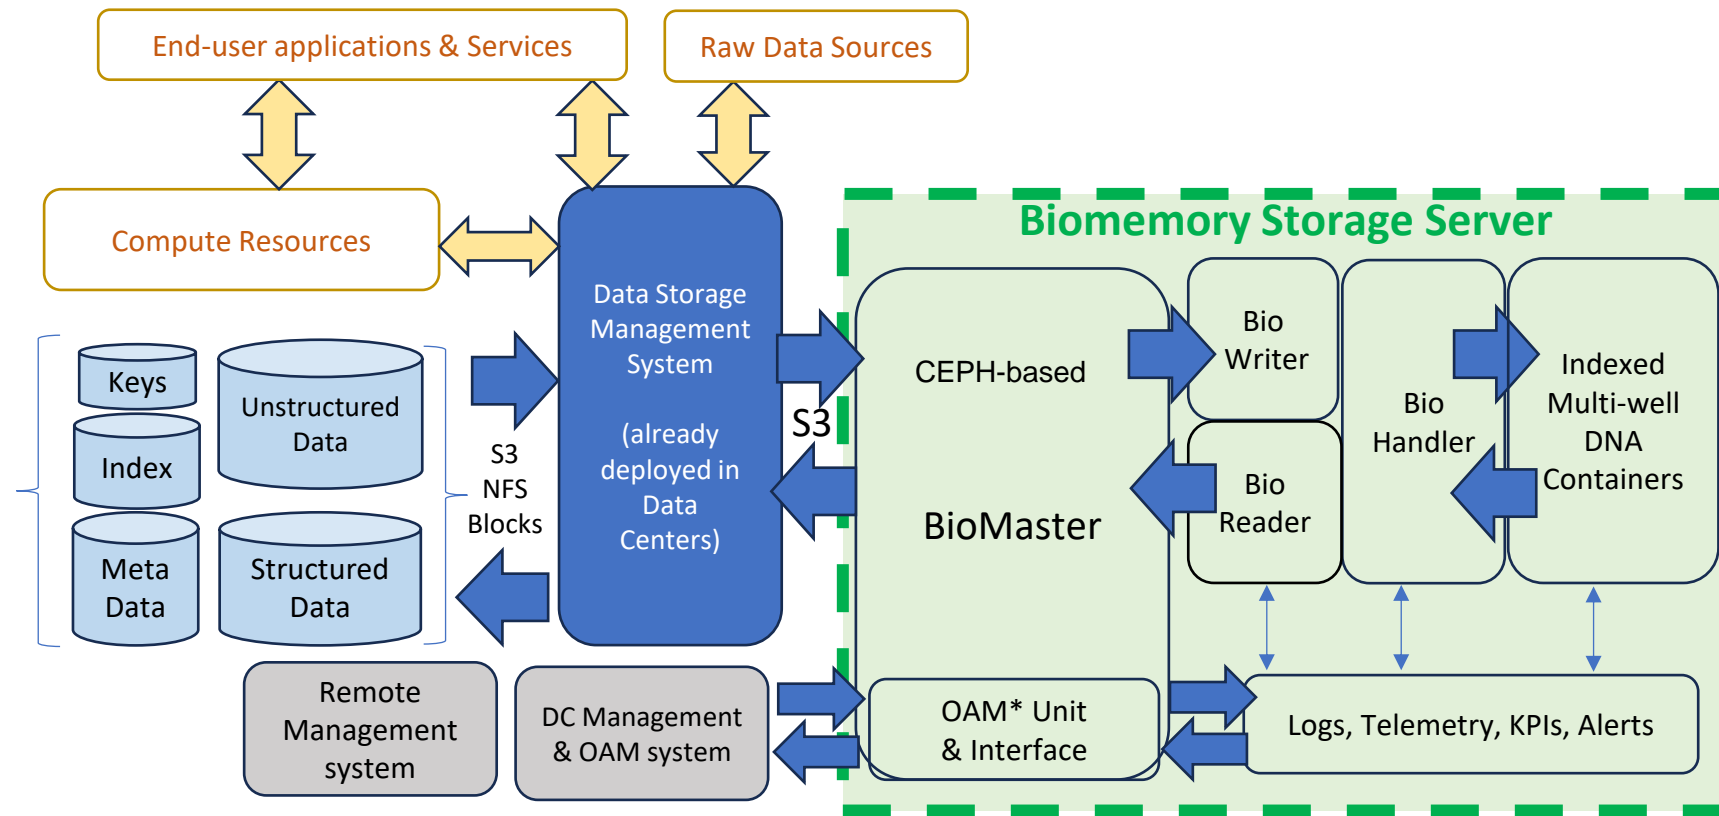 End-user applications & Services
Raw Data Sources
Compute Resources
Biomemory Storage Server
Data Storage
Management
System
(already
deployed in
Data
Centers)
Keys
Index
Meta
Data
Unstructured
Data
Structured
Data
S3
NFS
Blocks
S3
CEPH-based
BioMaster
Bio
Writer
Bio
Reader
Bio
Handler
Indexed
Multi-well
DNA
Containers
Remote
Management
system
DC Management
& OAM system
OAM* Unit
& Interface
Logs, Telemetry, KPIs, Alerts